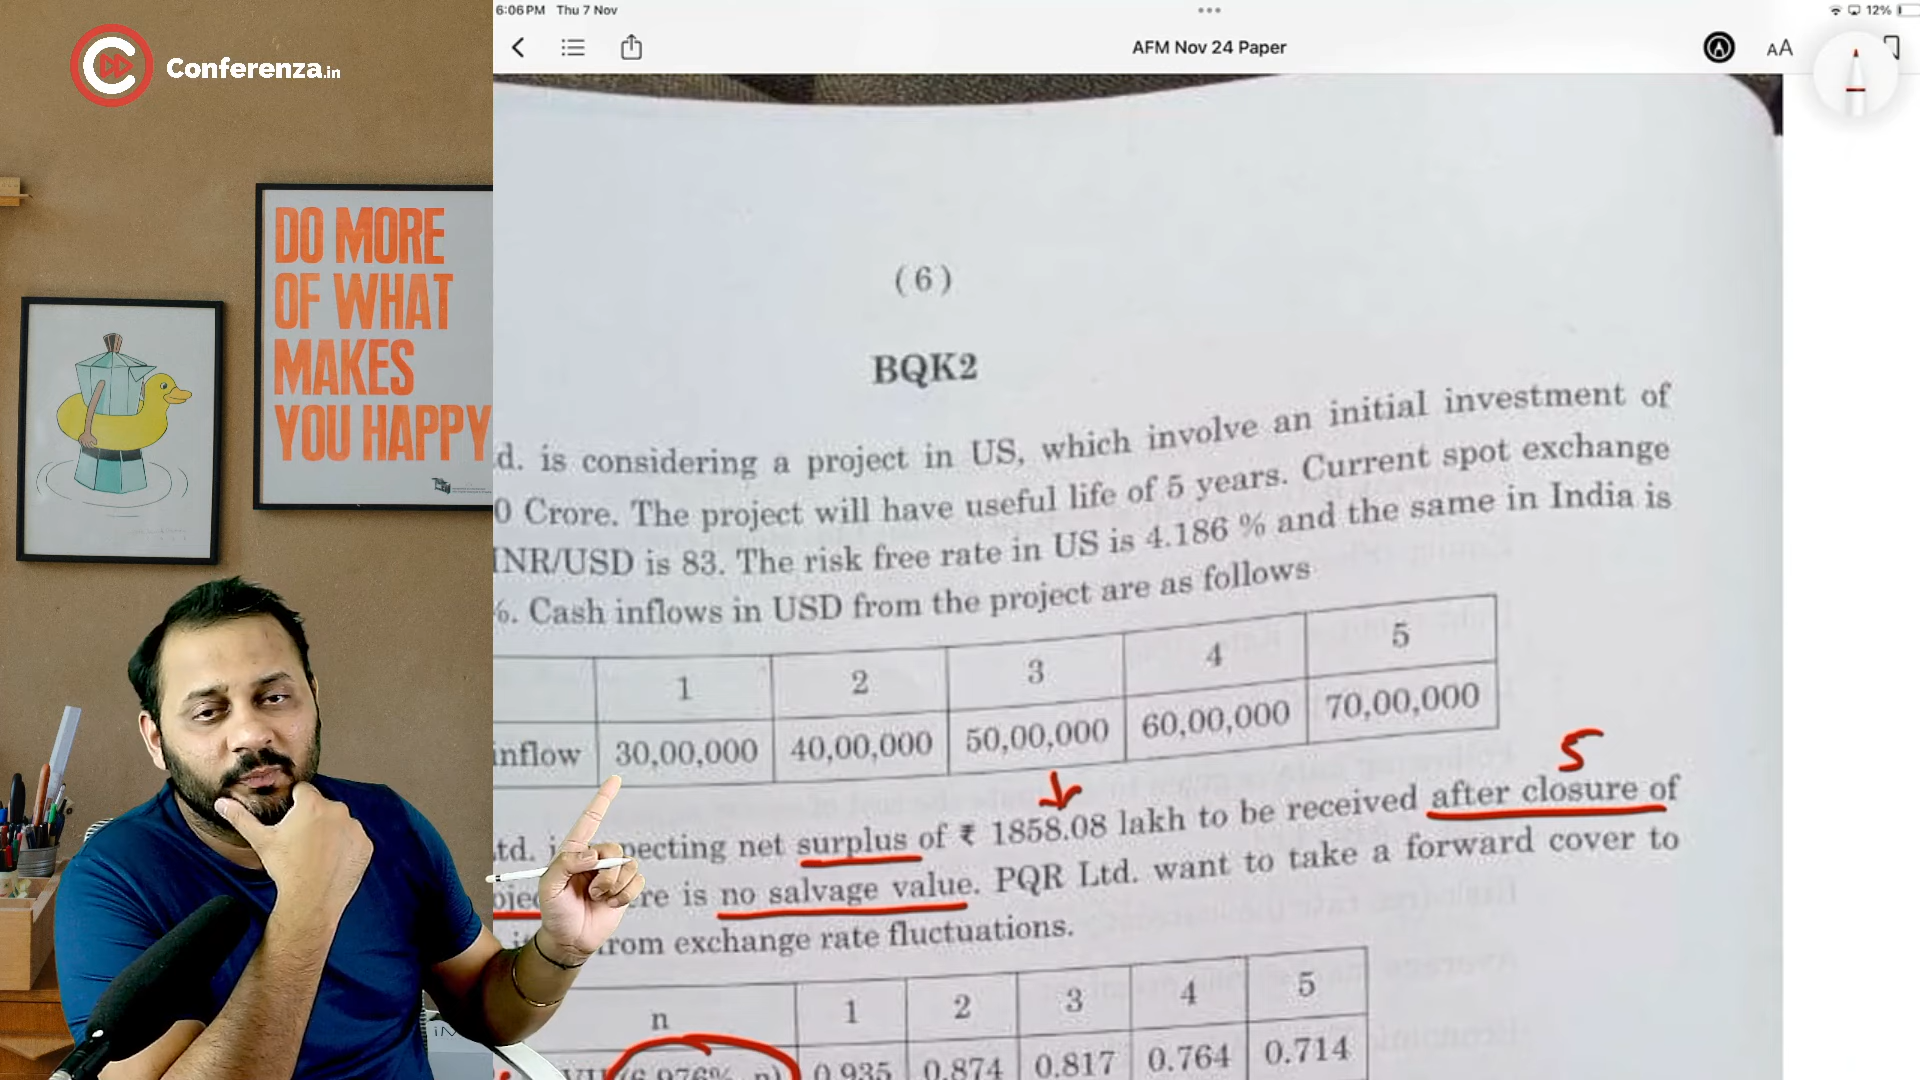 6:06 PM Thu 7 Nov
12%
AFM Nov 24 Paper
AA
Conferenza.in
DO MORE
OF WHAT
MAKES
YOU HAPPY
(6)
BQK2
d. is considering a project in US, which involve an initial investment of
0 Crore. The project will have useful life of 5 years. Current spot exchange
INR/USD is 83. The risk free rate in US is 4.186 % and the same in India is
%. Cash inflows in USD from the project are as follows
1 2 3 4 5
inflow 30,00,000 40,00,000 50,00,000 60,00,000 70,00,000
5
td. is expecting net surplus of ₹ 1858.08 lakh to be received after closure of
re is no salvage value. PQR Ltd. want to take a forward cover to
from exchange rate fluctuations.
n 1 2 3 4 5
(6.976%, n) 0.935 0.874 0.817 0.764 0.714